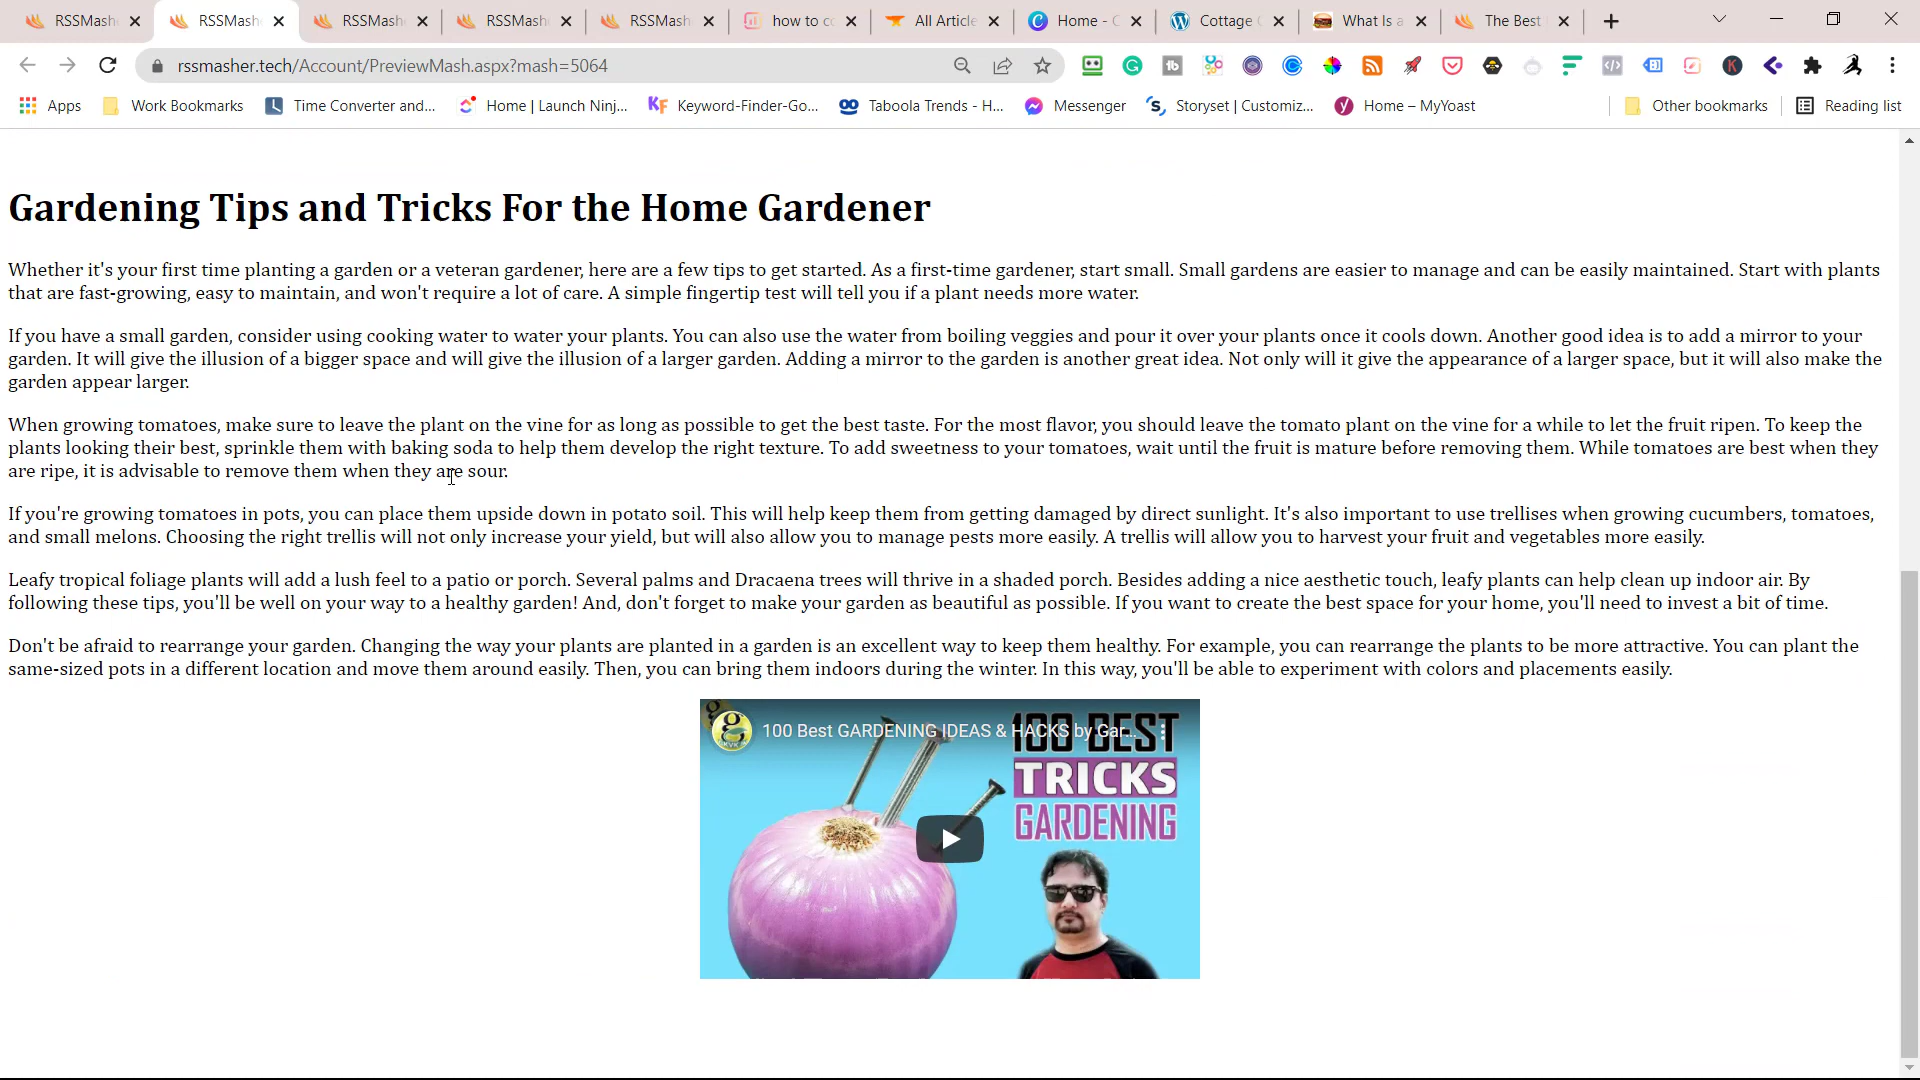 RSSMash
RSSMash
RSSMash
RSSMash
RSSMash
how to c
All Article
Home - C
Cottage
What Is a
The Best
rssmasher.tech/Account/PreviewMash.aspx?mash=5064
Apps
Work Bookmarks
Time Converter and...
Home | Launch Ninj...
Keyword-Finder-Go...
Taboola Trends - H...
Messenger
Storyset | Customiz...
Home – MyYoast
Other bookmarks
Reading list
Gardening Tips and Tricks For the Home Gardener
Whether it's your first time planting a garden or a veteran gardener, here are a few tips to get started. As a first-time gardener, start small. Small gardens are easier to manage and can be easily maintained. Start with plants
that are fast-growing, easy to maintain, and won't require a lot of care. A simple fingertip test will tell you if a plant needs more water.
If you have a small garden, consider using cooking water to water your plants. You can also use the water from boiling veggies and pour it over your plants once it cools down. Another good idea is to add a mirror to your
garden. It will give the illusion of a bigger space and will give the illusion of a larger garden. Adding a mirror to the garden is another great idea. Not only will it give the appearance of a larger space, but it will also make the
garden appear larger.
When growing tomatoes, make sure to leave the plant on the vine for as long as possible to get the best taste. For the most flavor, you should leave the tomato plant on the vine for a while to let the fruit ripen. To keep the
plants looking their best, sprinkle them with baking soda to help them develop the right texture. To add sweetness to your tomatoes, wait until the fruit is mature before removing them. While tomatoes are best when they
are ripe, it is advisable to remove them when they are sour.
If you're growing tomatoes in pots, you can place them upside down in potato soil. This will help keep them from getting damaged by direct sunlight. It's also important to use trellises when growing cucumbers, tomatoes,
and small melons. Choosing the right trellis will not only increase your yield, but will also allow you to manage pests more easily. A trellis will allow you to harvest your fruit and vegetables more easily.
Leafy tropical foliage plants will add a lush feel to a patio or porch. Several palms and Dracaena trees will thrive in a shaded porch. Besides adding a nice aesthetic touch, leafy plants can help clean up indoor air. By
following these tips, you'll be well on your way to a healthy garden! And, don't forget to make your garden as beautiful as possible. If you want to create the best space for your home, you'll need to invest a bit of time.
Don't be afraid to rearrange your garden. Changing the way your plants are planted in a garden is an excellent way to keep them healthy. For example, you can rearrange the plants to be more attractive. You can plant the
same-sized pots in a different location and move them around easily. Then, you can bring them indoors during the winter. In this way, you'll be able to experiment with colors and placements easily.
100 Best GARDENING IDEAS & HACKS by Gar...
100 BEST
TRICKS
GARDENING